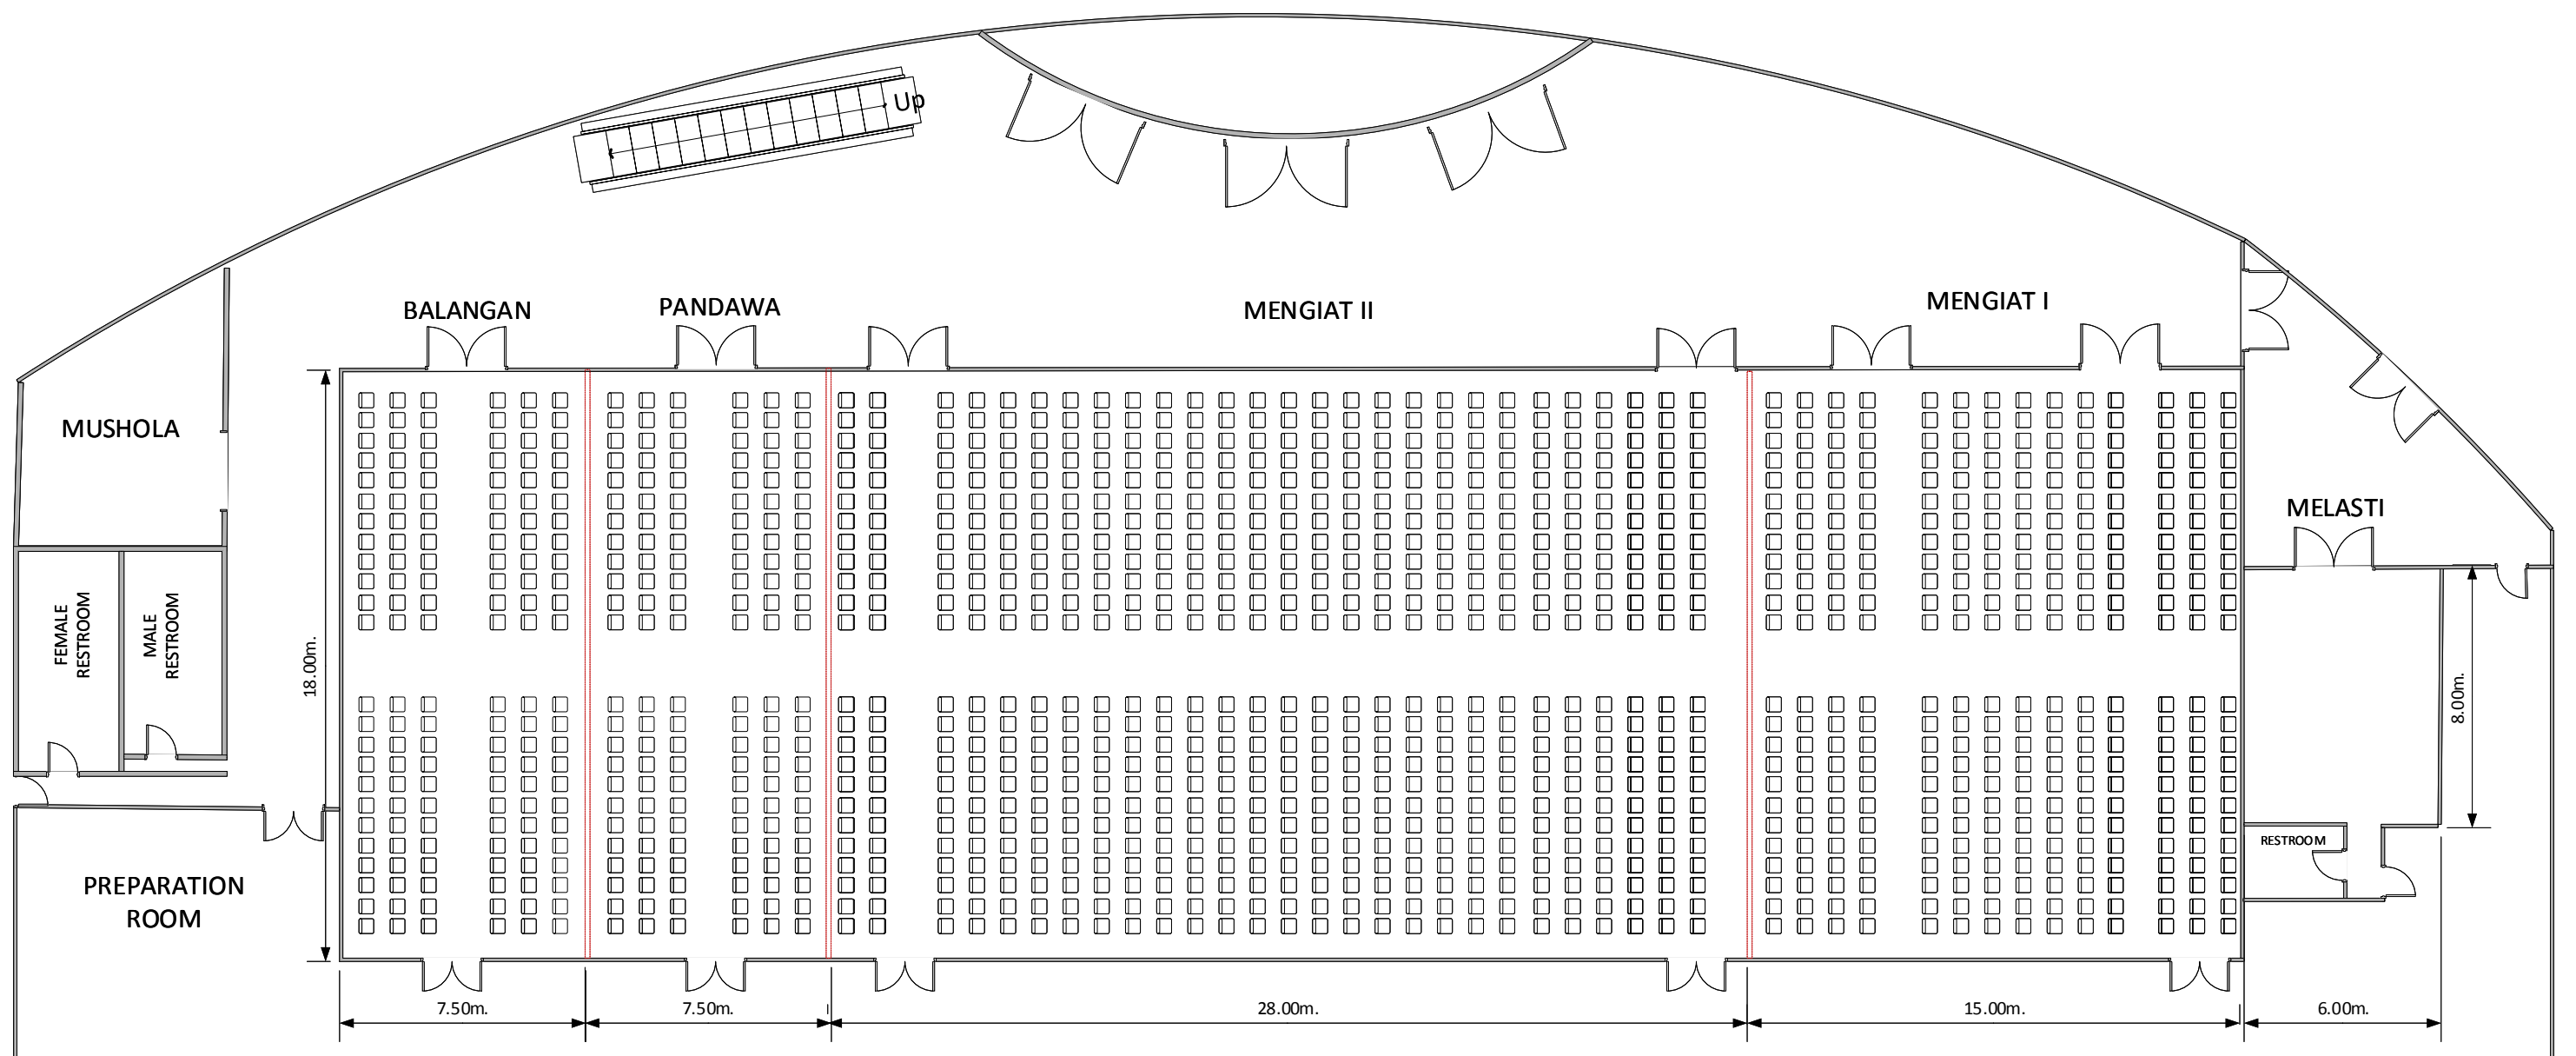 Up
BALANGAN
PANDAWA
MENGIAT II
MENGIAT I
MUSHOLA
MELASTI
FEMALE
RESTROOM
MALE
RESTROOM
18.00m.
8.00m.
RESTROOM
PREPARATION
ROOM
7.50m.
7.50m.
28.00m.
15.00m.
6.00m.